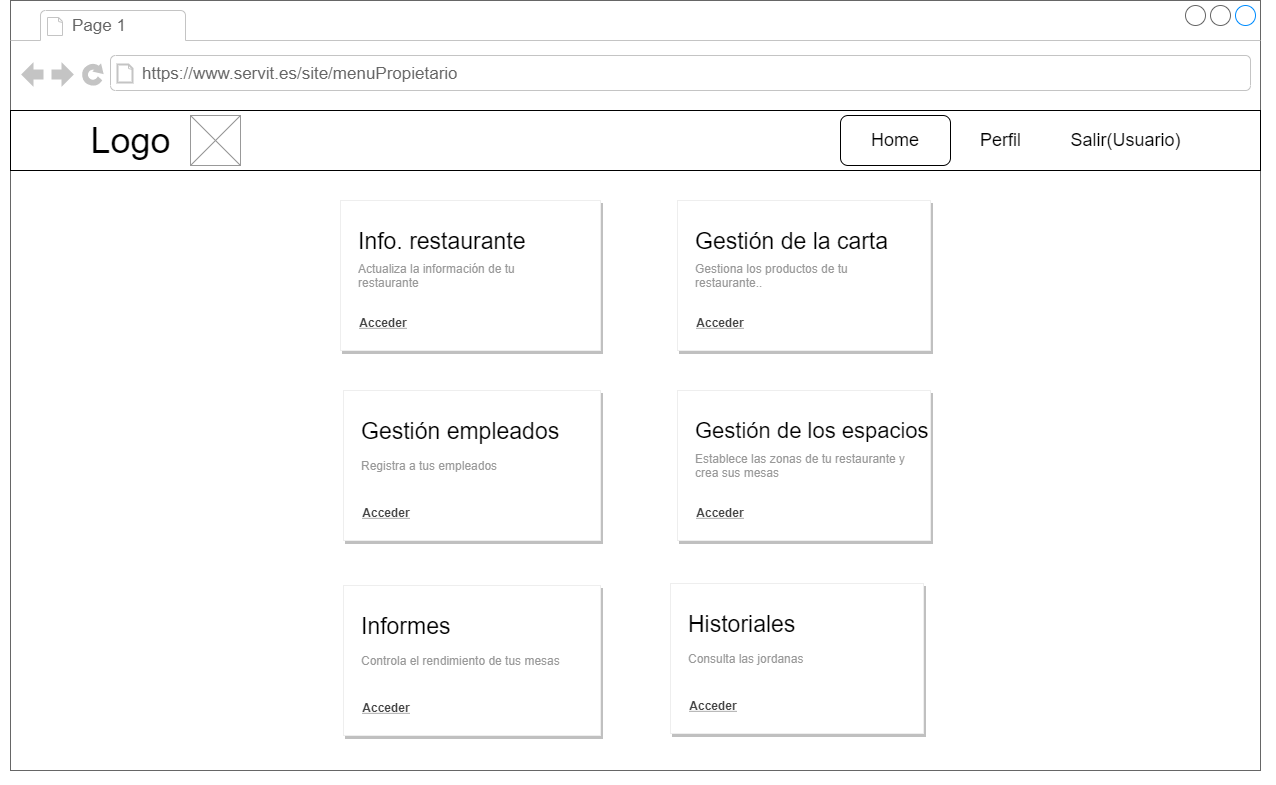 Page 1
https://www.servit.es/site/menuPropietario
Logo
Home
Perfil
Salir(Usuario)
Info. restaurante
Actualiza la información de tu
restaurante
Acceder
Gestión de la carta
Gestiona los productos de tu
restaurante..
Acceder
Gestión empleados
Registra a tus empleados
Acceder
Gestión de los espacios
Establece las zonas de tu restaurante y
crea sus mesas
Acceder
Informes
Controla el rendimiento de tus mesas
Acceder
Historiales
Consulta las jordanas
Acceder